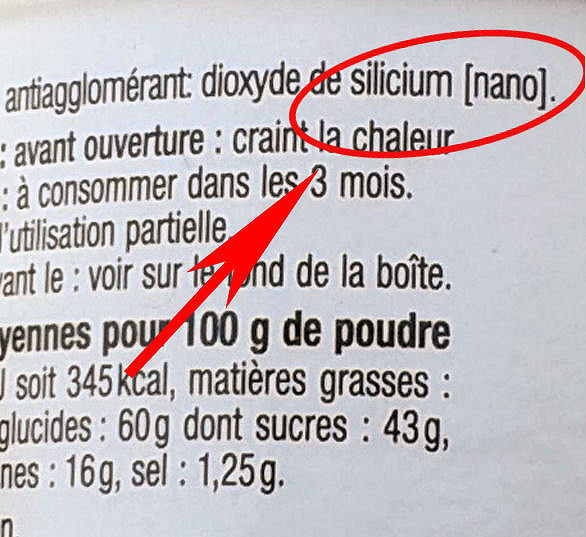 antiagglomérant: dioxyde de silicium [nano].
: avant ouverture : craint la chaleur
: à consommer dans les 3 mois.
l'utilisation partielle.
vant le : voir sur le fond de la boîte.
yennes pour 100 g de poudre
J soit 345kcal, matières grasses :
glucides : 60g dont sucres : 43g,
nes : 16g, sel : 1,25g.
n.